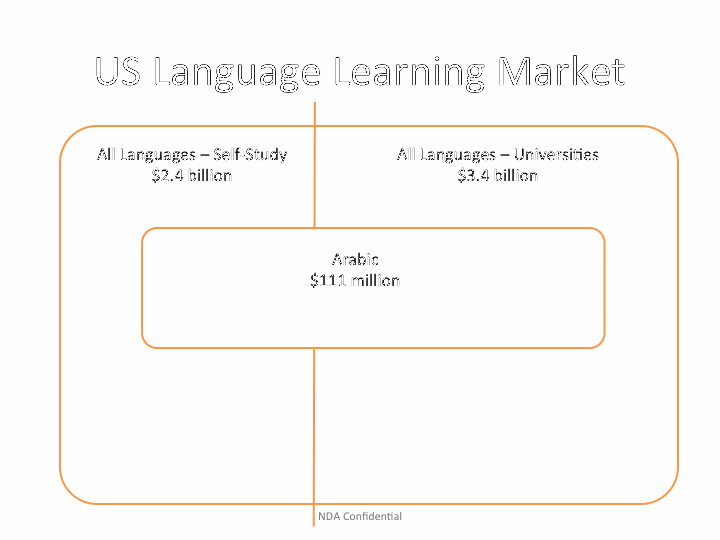 US Language Learning Market
All Languages – Self-Study
$2.4 billion
All Languages – Universities
$3.4 billion
Arabic
$111 million
NDA Confidential